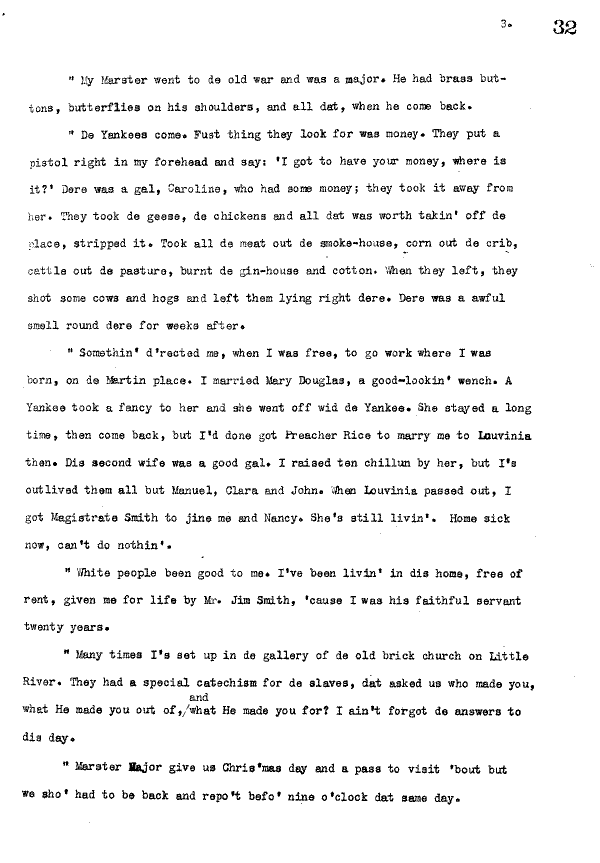 3. 32
" My Marster went to de old war and was a major. He had brass but-
tons, butterflies on his shoulders, and all dat, when he come back.
" De Yankees come. Fust thing they look for was money. They put a
pistol right in my forehead and say: 'I got to have your money, where is
it?' Dere was a gal, Caroline, who had some money; they took it away from
her. They took de geese, de chickens and all dat was worth takin' off de
place, stripped it. Took all de meat out de smoke-house, corn out de crib,
cattle out de pasture, burnt de gin-house and cotton. When they left, they
shot some cows and hogs and left them lying right dere. Dere was a awful
smell round dere for weeks after.
" Somethin' d'rected me, when I was free, to go work where I was
born, on de Martin place. I married Mary Douglas, a good-lookin' wench. A
Yankee took a fancy to her and she went off wid de Yankee. She stayed a long
time, then come back, but I'd done got Preacher Rice to marry me to Louvinia
then. Dis second wife was a good gal. I raised ten chillun by her, but I's
outlived them all but Manuel, Clara and John. When Louvinia passed out, I
got Magistrate Smith to jine me and Nancy. She's still livin'. Home sick
now, can't do nothin'.
" White people been good to me. I've been livin' in dis home, free of
rent, given me for life by Mr. Jim Smith, 'cause I was his faithful servant
twenty years.
" Many times I's set up in de gallery of de old brick church on Little
River. They had a special catechism for de slaves, dat asked us who made you,
and
what He made you out of,/what He made you for? I ain't forgot de answers to
dis day.
" Marster Major give us Chris'mas day and a pass to visit 'bout but
we sho' had to be back and repo't befo' nine o'clock dat same day.